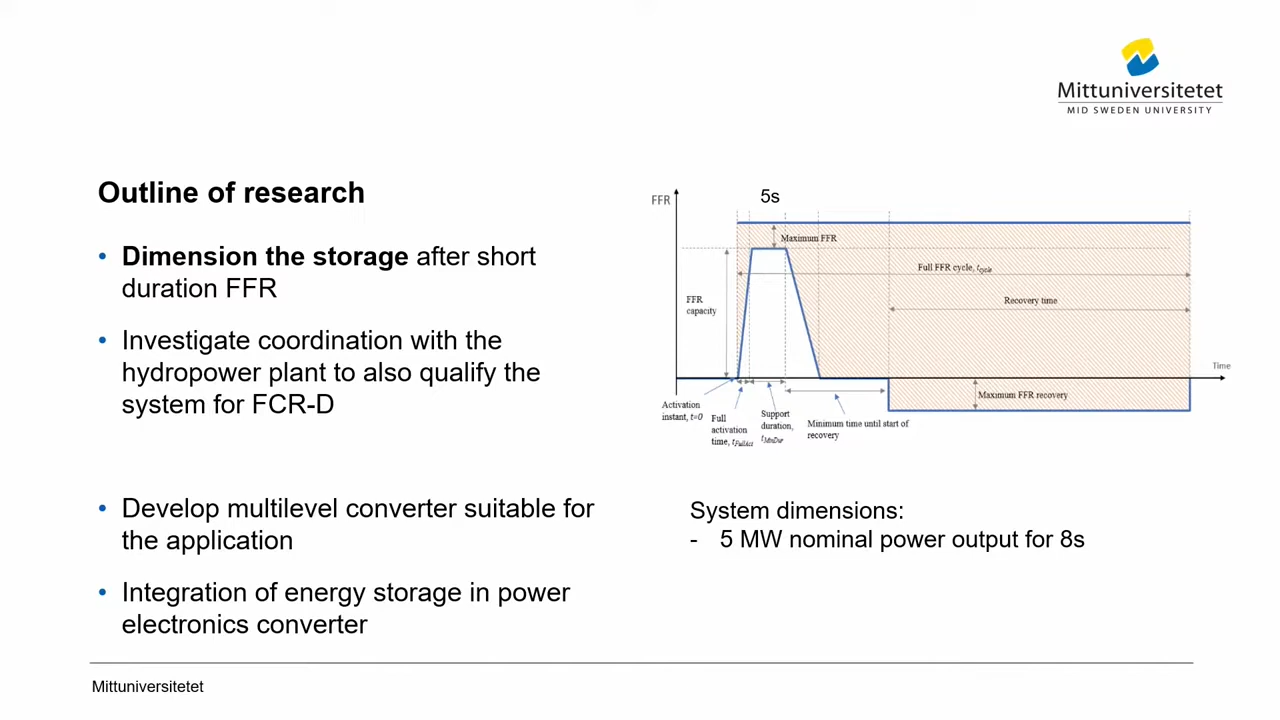 Mittuniversitetet
MID SWEDEN UNIVERSITY
Outline of research
• Dimension the storage after short
duration FFR
• Investigate coordination with the
hydropower plant to also qualify the
system for FCR-D
• Develop multilevel converter suitable for
the application
• Integration of energy storage in power
electronics converter
FFR
5s
Maximum FFR
Full FFR cycle, tcycle
FFR
capacity
Recovery time
Time
Maximum FFR recovery
Activation
instant, t=0
Full
activation
time, tFullAct
Support
duration,
tMinDur
Minimum time until start of
recovery
System dimensions:
- 5 MW nominal power output for 8s
Mittuniversitetet